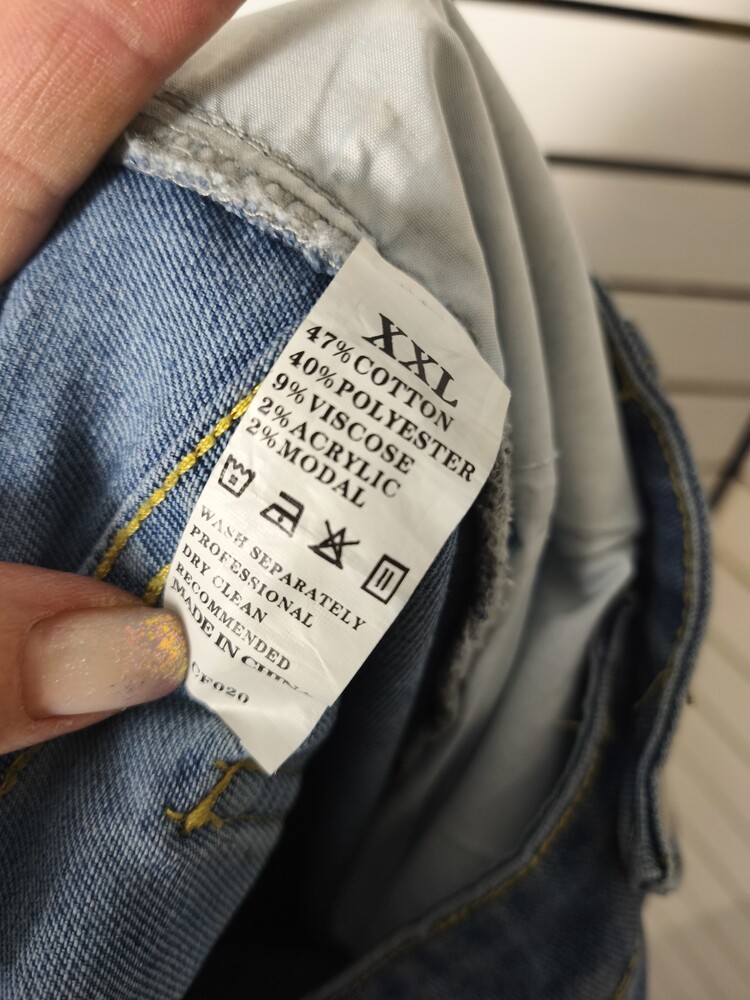 XXL
47%COTTON
40%POLYESTER
9%VISCOSE
2%ACRYLIC
2%MODAL
WASH SEPARATELY
PROFESSIONAL
DRY CLEAN
RECOMMENDED
MADE IN CHINA
CF020